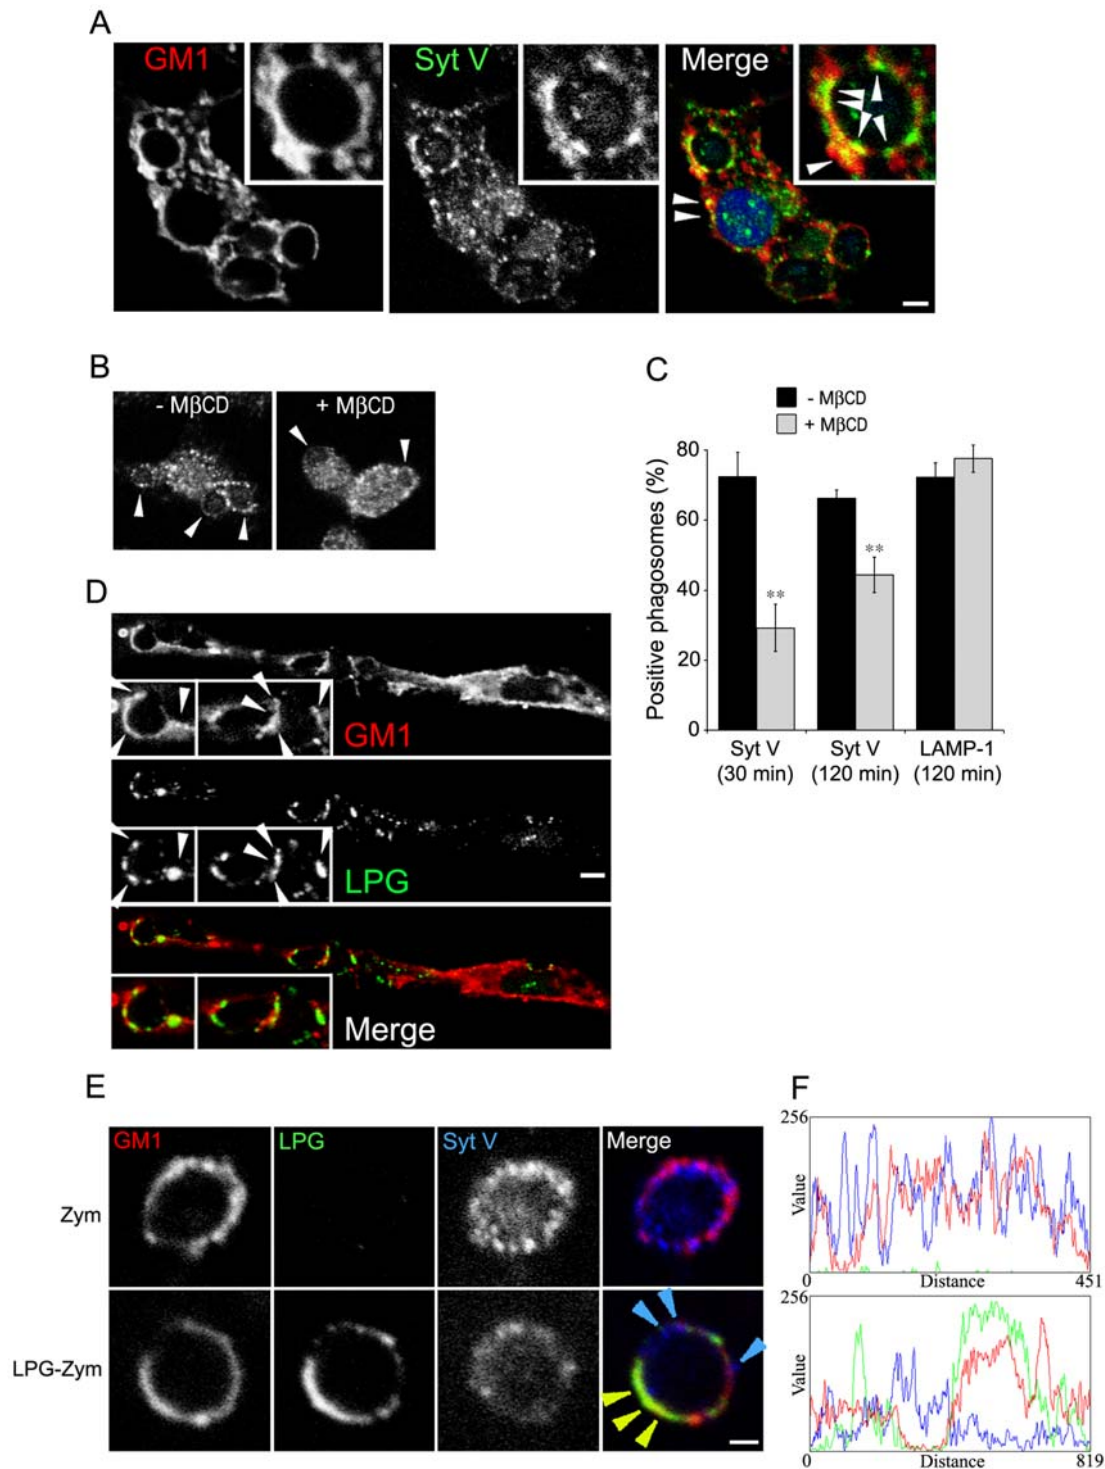 A
GM1
Syt V
Merge
B
- MβCD
+ MβCD
C
- MβCD
+ MβCD
Positive phagosomes (%)
80
60
40
20
0
**
**
Syt V
(30 min)
Syt V
(120 min)
LAMP-1
(120 min)
D
GM1
LPG
Merge
E
GM1
LPG
Syt V
Merge
Zym
LPG-Zym
F
256
Value
0
Distance
451
256
Value
0
Distance
819